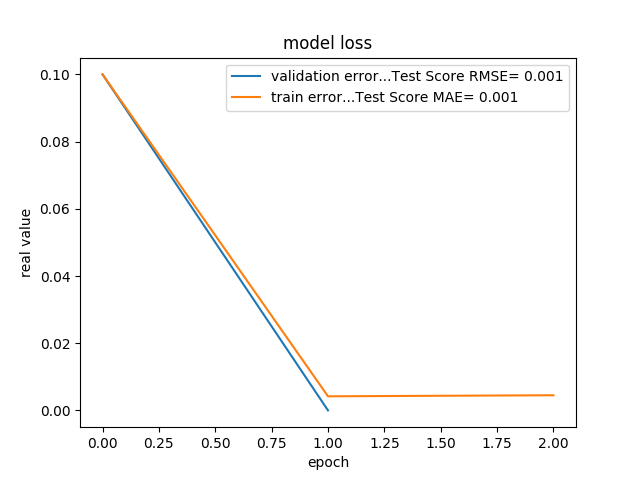 model loss
validation error...Test Score RMSE= 0.001
train error...Test Score MAE= 0.001
real value
0.10
0.08
0.06
0.04
0.02
0.00
0.00 0.25 0.50 0.75 1.00 1.25 1.50 1.75 2.00
epoch